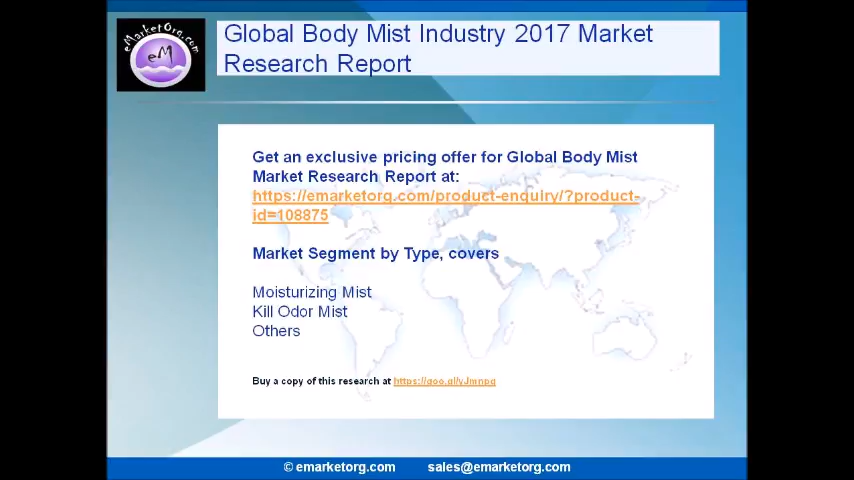 eMarketOrg.com
eM
Global Body Mist Industry 2017 Market
Research Report
Get an exclusive pricing offer for Global Body Mist
Market Research Report at:
https://emarketorg.com/product-enquiry/?product-
id=108875
Market Segment by Type, covers
Moisturizing Mist
Kill Odor Mist
Others
Buy a copy of this research at
© emarketorg.com sales@emarketorg.com